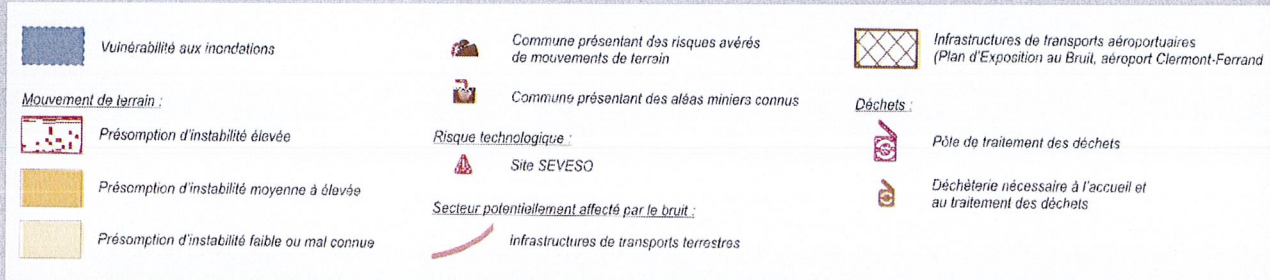 Vulnérabilité aux inondations
Mouvement de terrain :
Présomption d'instabilité élevée
Présomption d'instabilité moyenne à élevée
Présomption d'instabilité faible ou mal connue
Commune présentant des risques avérés
de mouvements de terrain
Commune présentant des aléas miniers connus
Risque technologique :
Site SEVESO
Secteur potentiellement affecté par le bruit :
Infrastructures de transports terrestres
Infrastructures de transports aéroportuaires
(Plan d'Exposition au Bruit, aéroport Clermont-Ferrand
Déchets :
Pôle de traitement des déchets
Déchèterie nécessaire à l'accueil et
au traitement des déchets